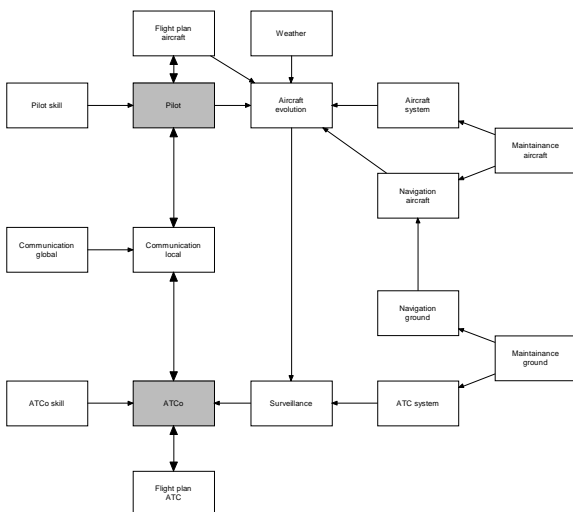 Flight plan
aircraft
Weather
Pilot skill
Pilot
Aircraft
evolution
Aircraft
system
Maintainance
aircraft
Navigation
aircraft
Communication
global
Communication
local
Navigation
ground
Maintainance
ground
ATCo skill
ATCo
Surveillance
ATC system
Flight plan
ATC